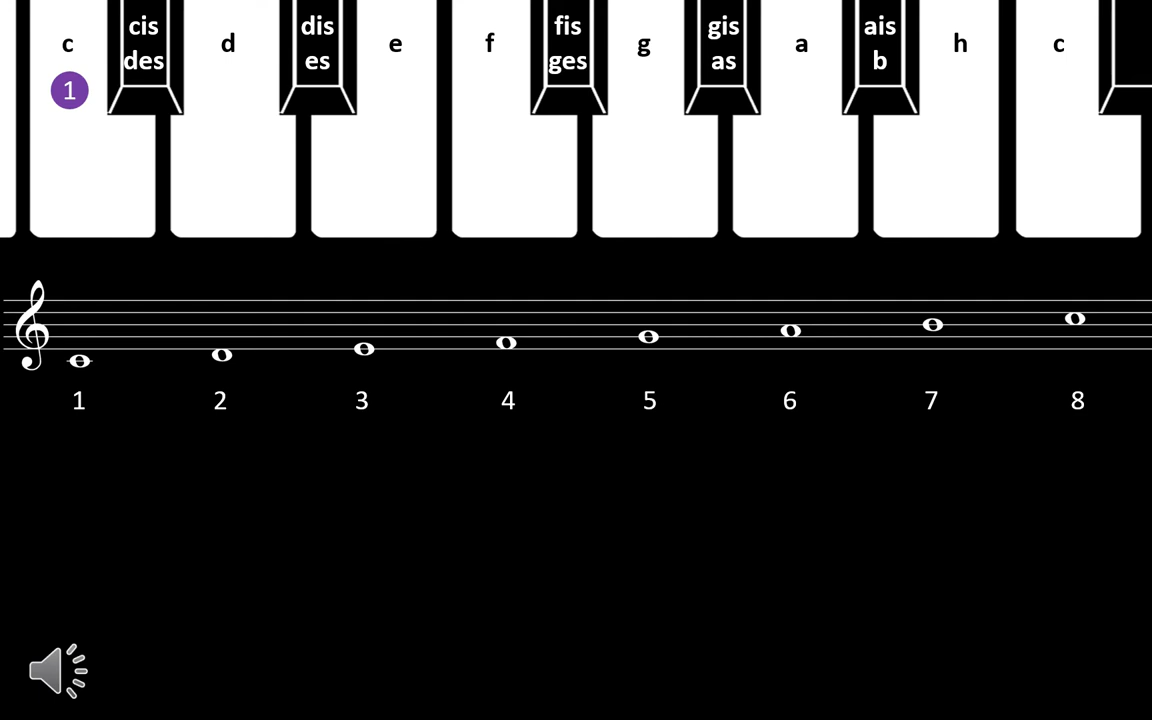 c cis d dis e f fis g gis a ais h c
des es ges as b
1
1 2 3 4 5 6 7 8